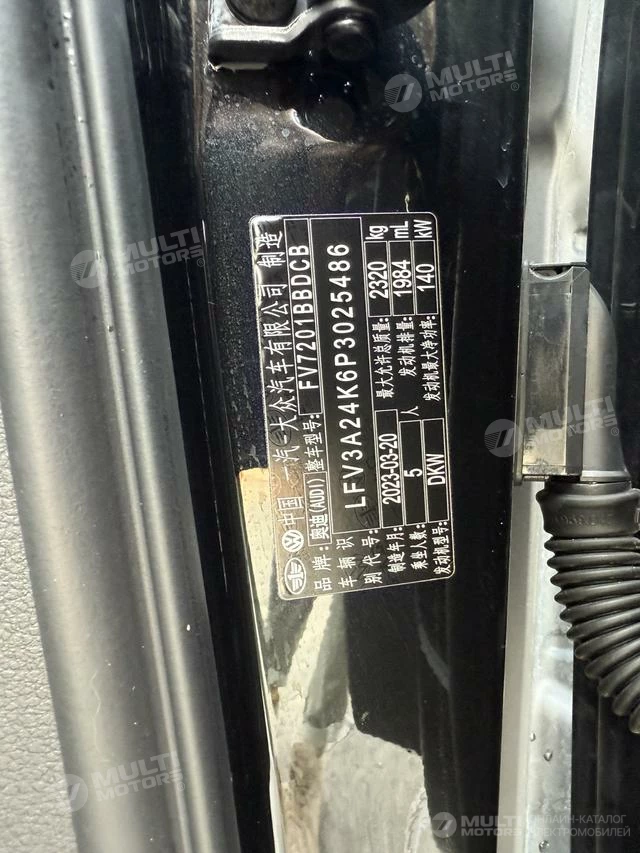 中国一汽大众汽车有限公司 制造
品牌: 奥迪(AUDI) 整车型号: FV7201BBDCB
车辆识别代号: LFV3A24K6P3025486
制造年月: 2023-03-20 最大允许总质量: 2320 kg
乘坐人数: 5 人 发动机排量: 1984 mL
发动机型号: DKW 发动机最大净功率: 140 kW
MULTI MOTORS®
MULTI MOTORS
MULTI MOTORS
MULTI MOTORS
MULTI MOTORS ОНЛАЙН-КАТАЛОГ ЭЛЕКТРОМОБИЛЕЙ